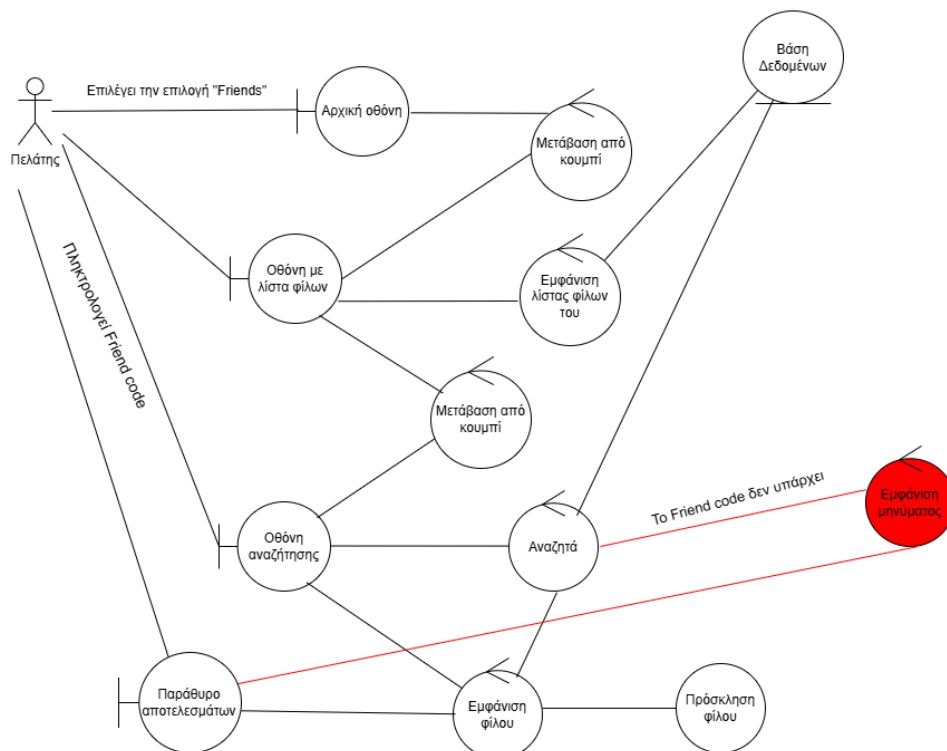 Βάση
Δεδομένων
Επιλέγει την επιλογή "Friends"
Αρχική οθόνη
Πελάτης
Μετάβαση από
κουμπί
Οθόνη με
λίστα φίλων
Εμφάνιση
λίστας φίλων
του
Πληκτρολογεί Friend code
Μετάβαση από
κουμπί
Το Friend code δεν υπάρχει
Εμφάνιση
μηνύματος
Οθόνη
αναζήτησης
Αναζητά
Παράθυρο
αποτελεσμάτων
Εμφάνιση
φίλου
Πρόσκληση
φίλου